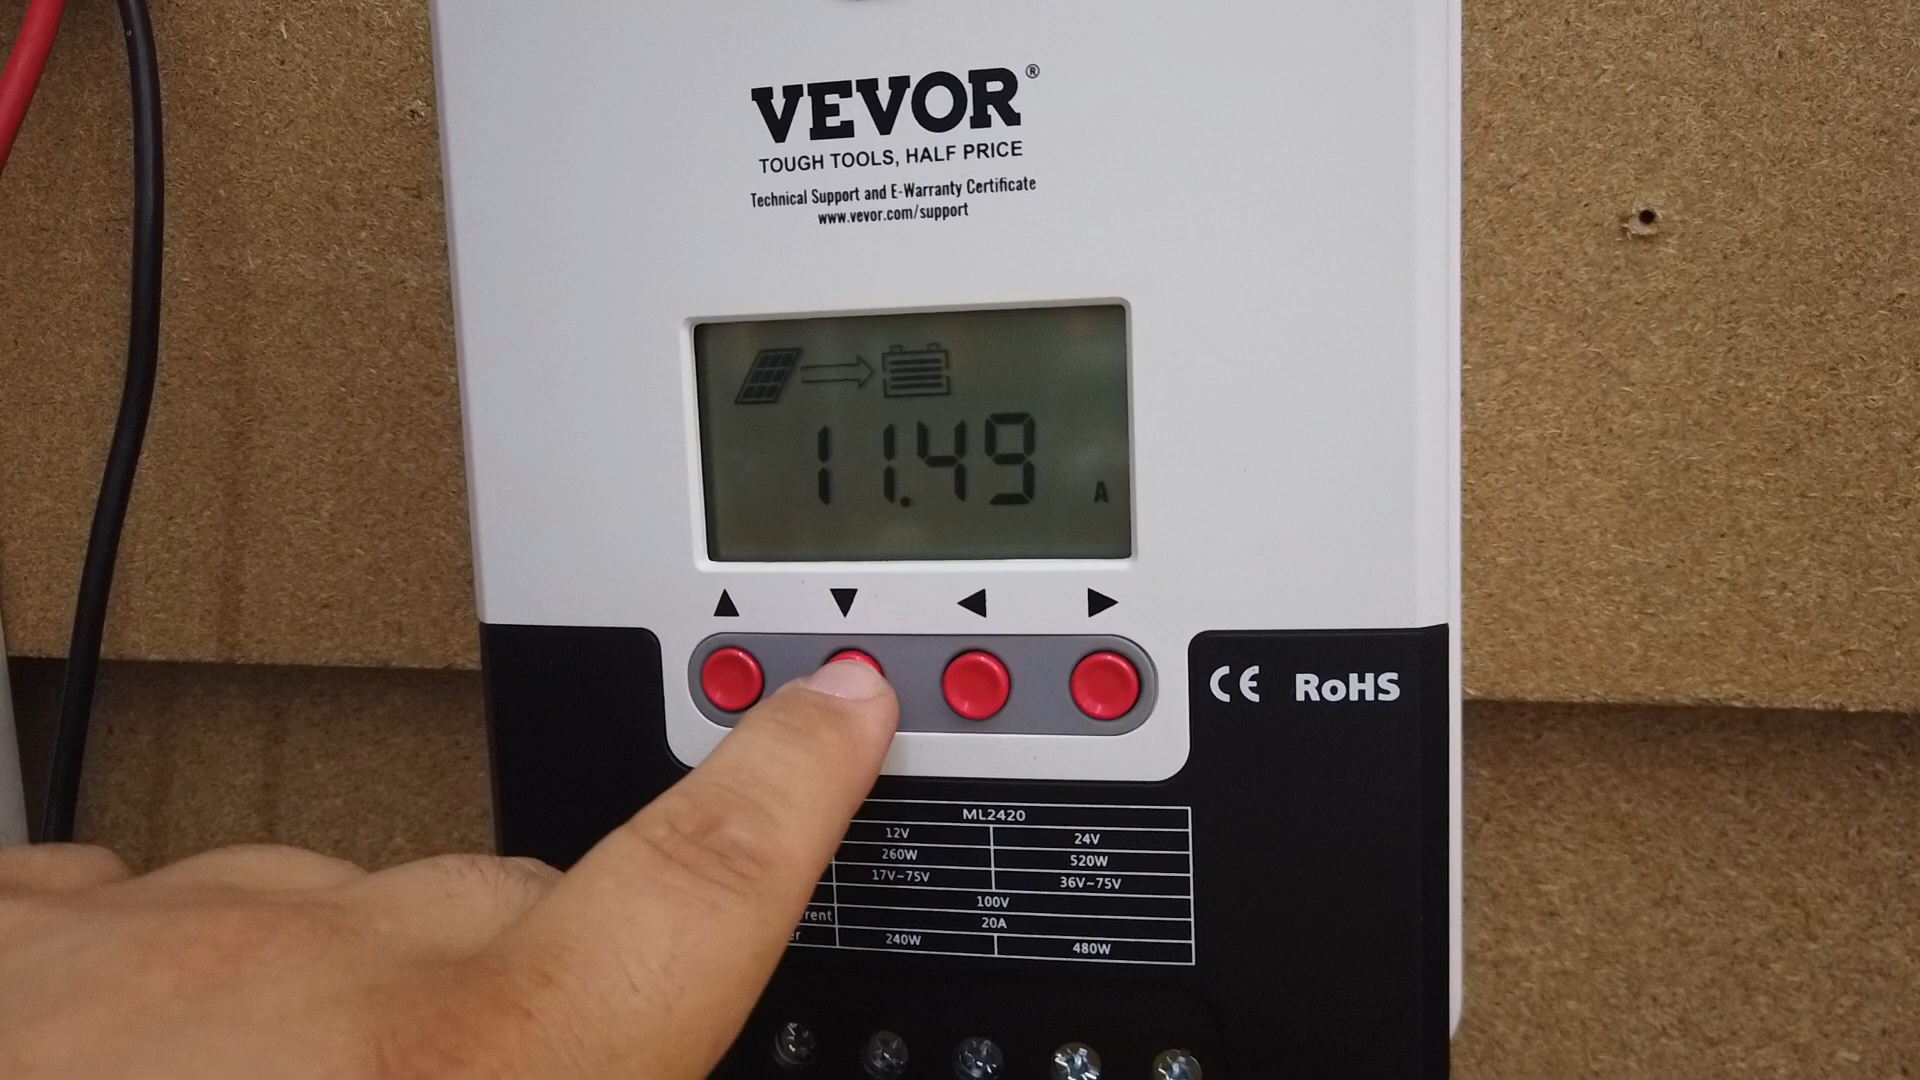 VEVOR®
TOUGH TOOLS, HALF PRICE
Technical Support and E-Warranty Certificate
www.vevor.com/support
11.49 A
▲ ▼ ◀ ▶
CE RoHS
ML2420
12V 24V
260W 520W
17V~75V 36V~75V
100V
20A
240W 480W